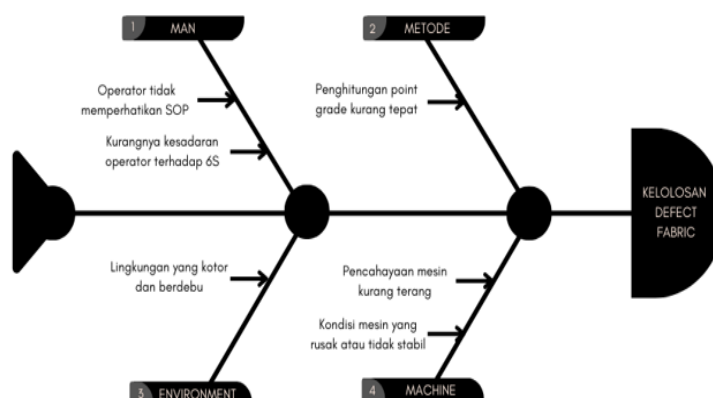 1 MAN
2 METODE
Operator tidak
memperhatikan SOP
Kurangnya kesadaran
operator terhadap 6S
Penghitungan point
grade kurang tepat
KELOLOSAN
DEFECT
FABRIC
Lingkungan yang kotor
dan berdebu
Pencahayaan mesin
kurang terang
Kondisi mesin yang
rusak atau tidak stabil
3 ENVIRONMENT
4 MACHINE